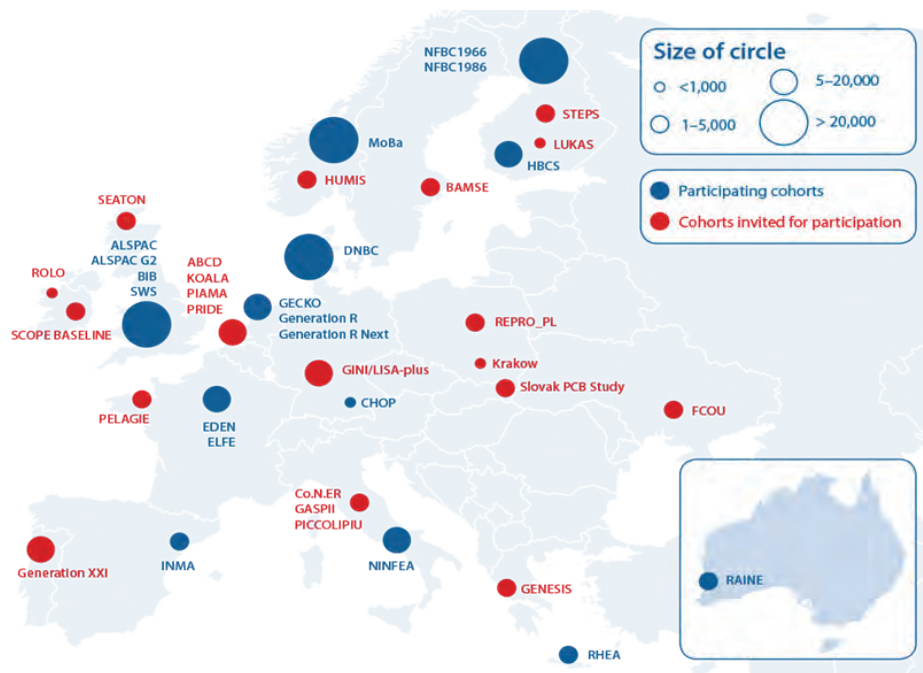 NFBC1966
NFBC1986
Size of circle
<1,000
5–20,000
1–5,000
> 20,000
STEPS
MoBa
LUKAS
HBCS
HUMIS
BAMSE
Participating cohorts
Cohorts invited for participation
SEATON
ALSPAC
ALSPAC G2
BIB
SWS
DNBC
ABCD
KOALA
PIAMA
PRIDE
ROLO
SCOPE BASELINE
GECKO
Generation R
Generation R Next
REPRO_PL
Krakow
GINI/LISA-plus
Slovak PCB Study
CHOP
PELAGIE
EDEN
ELFE
FCOU
Co.N.ER
GASPII
PICCOLIPIU
Generation XXI
INMA
NINFEA
GENESIS
RAINE
RHEA